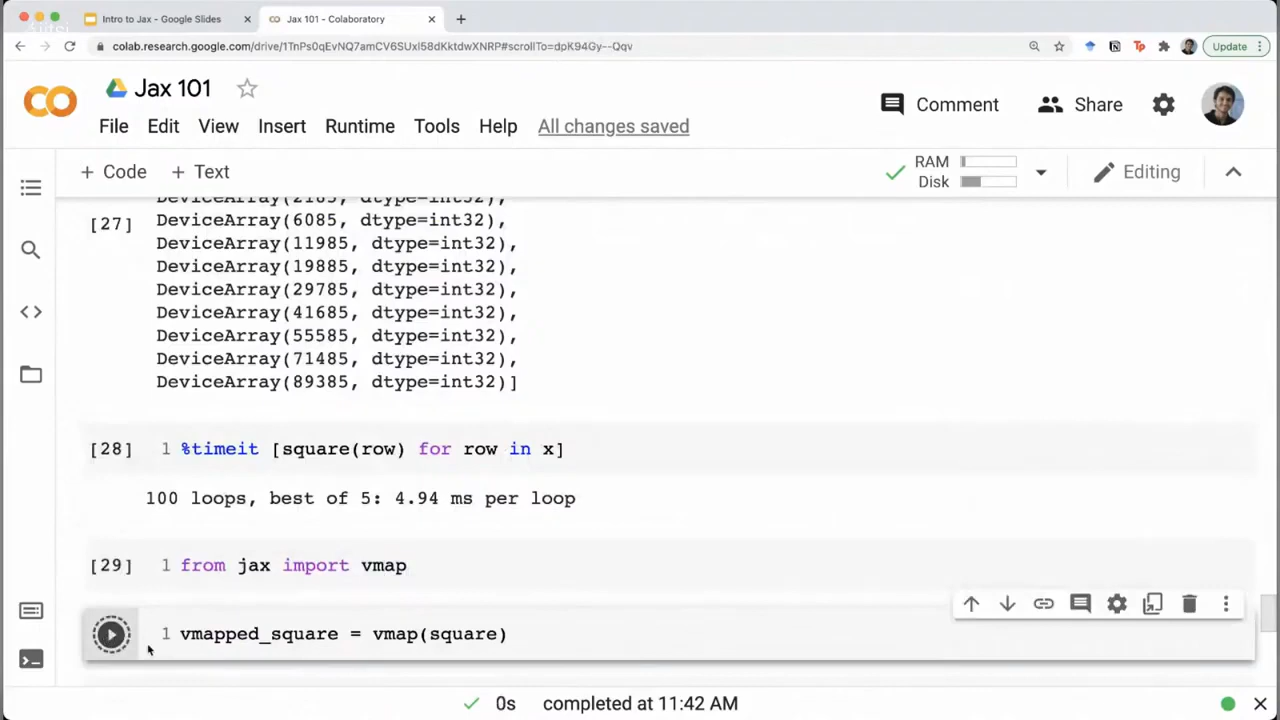 Intro to Jax - Google Slides
Jax 101 - Colaboratory
colab.research.google.com/drive/1TnPs0qEvNQ7amCV6SUxl58dKktdwXNRP#scrollTo=dpK94Gy--Qqv
Update
Jax 101
Comment
Share
File Edit View Insert Runtime Tools Help All changes saved
+ Code + Text
RAM
Disk
Editing
DeviceArray(2185, dtype=int32),
[27]
DeviceArray(6085, dtype=int32),
DeviceArray(11985, dtype=int32),
DeviceArray(19885, dtype=int32),
DeviceArray(29785, dtype=int32),
DeviceArray(41685, dtype=int32),
DeviceArray(55585, dtype=int32),
DeviceArray(71485, dtype=int32),
DeviceArray(89385, dtype=int32)]
[28] 1 %timeit [square(row) for row in x]
100 loops, best of 5: 4.94 ms per loop
[29] 1 from jax import vmap
1 vmapped_square = vmap(square)
0s completed at 11:42 AM